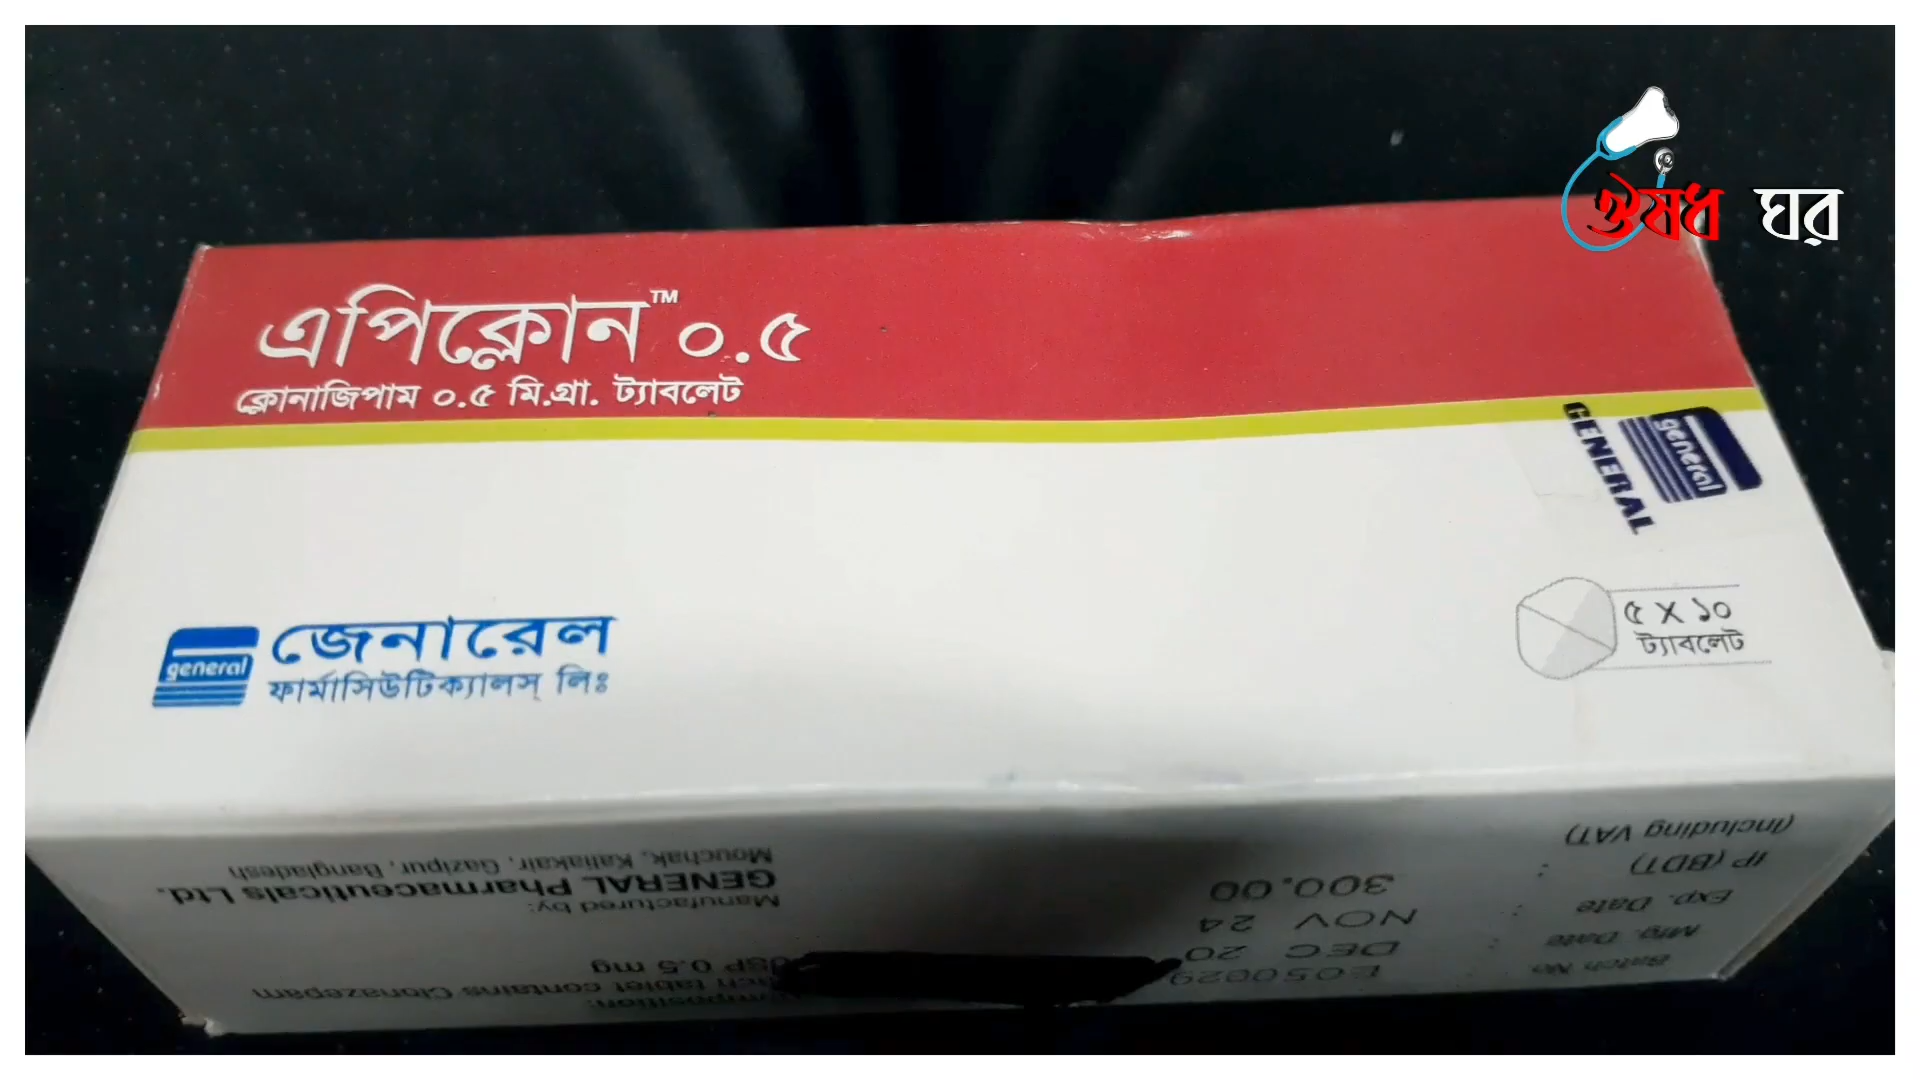 ঔষধ ঘর
এপিক্লোন™ ০.৫
ক্লোনাজিপাম ০.৫ মি.গ্রা. ট্যাবলেট
general
GENERAL
general
জেনারেল
ফার্মাসিউটিক্যালস্ লিঃ
৫ X ১০
ট্যাবলেট
Each tablet contains Clonazepam
USP 0.5 mg
Manufactured by:
GENERAL Pharmaceuticals Ltd.
Mouchak, Kaliakair, Gazipur, Bangladesh
Batch No : E050029
Mfg. Date : DEC 20
Exp. Date : NOV 24
IP (BDT) : 300.00
(Including VAT)